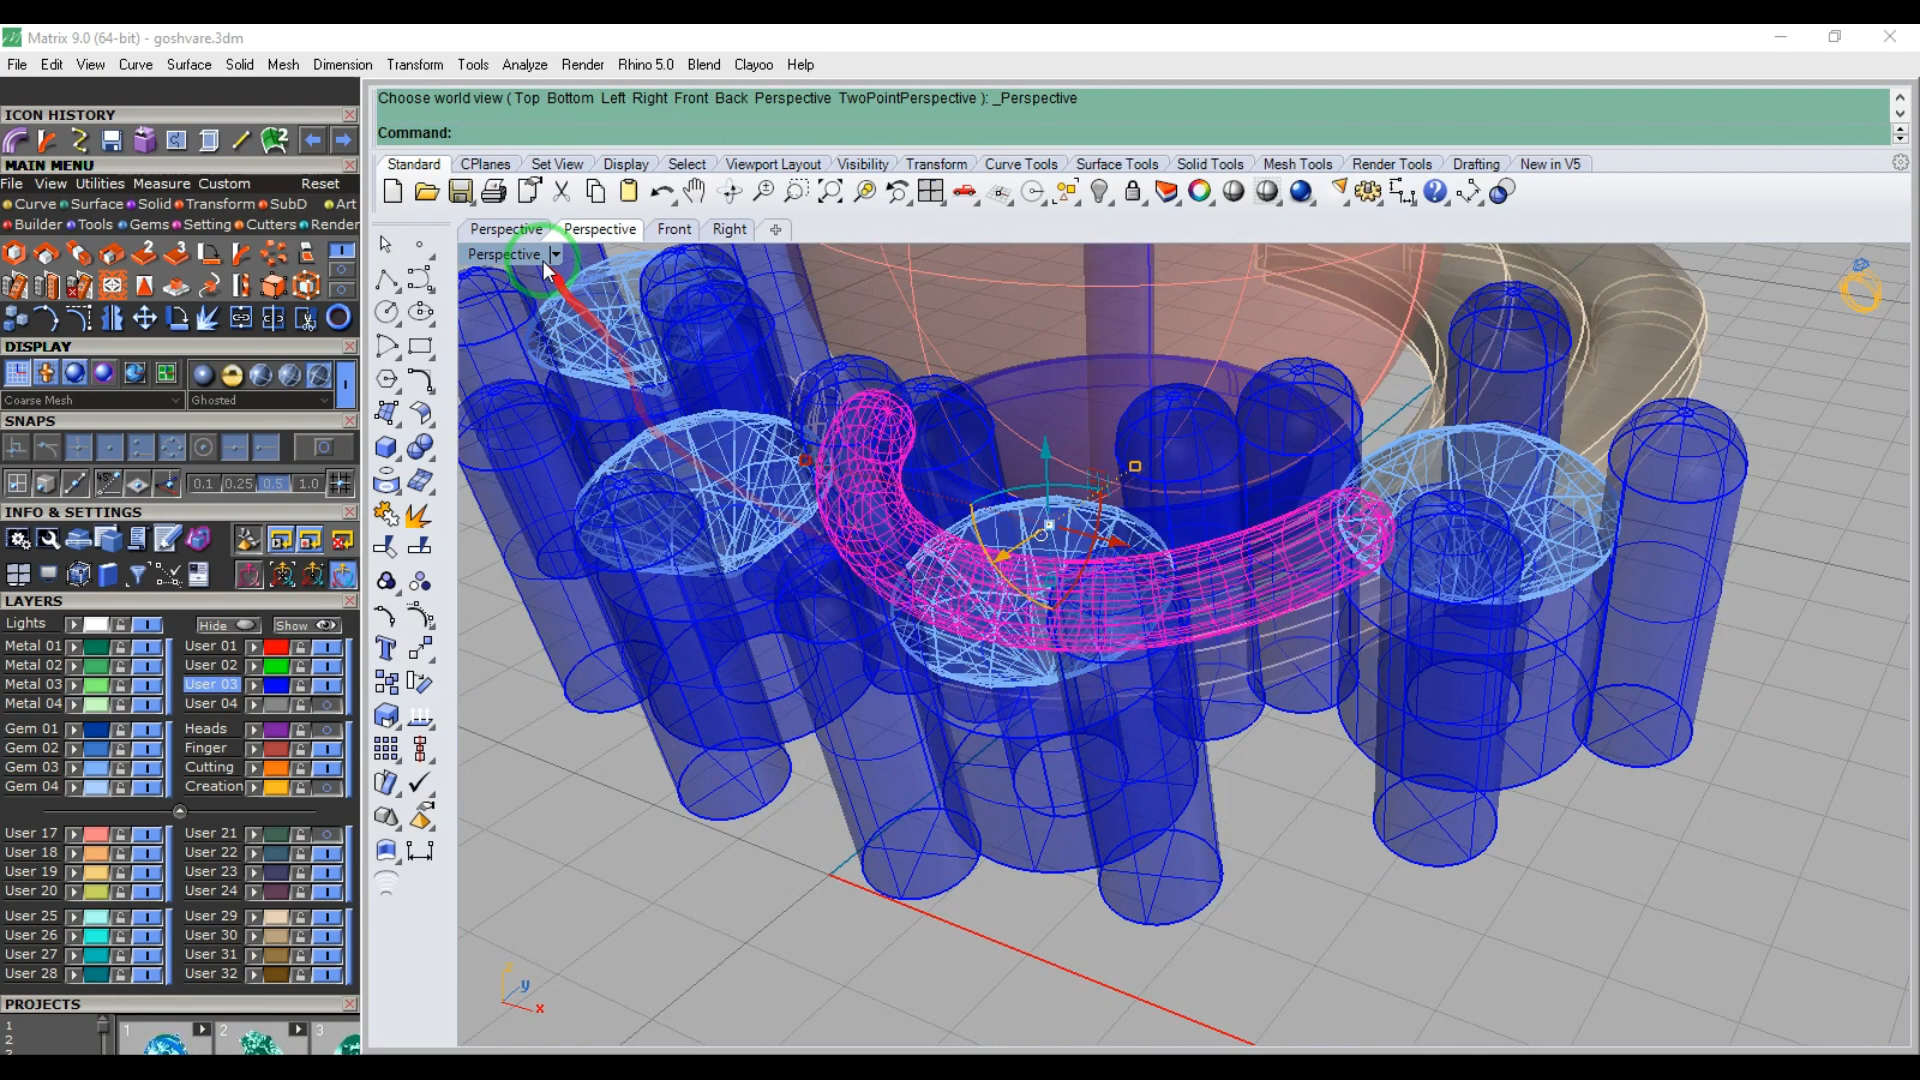 Matrix 9.0 (64-bit) - goshvare.3dm
File Edit View Curve Surface Solid Mesh Dimension Transform Tools Analyze Render Rhino 5.0 Blend Clayoo Help
Choose world view ( Top Bottom Left Right Front Back Perspective TwoPointPerspective ): _Perspective
Command:
ICON HISTORY
MAIN MENU
File View Utilities Measure Custom Reset
Curve Surface Solid Transform SubD Art
Builder Tools Gems Setting Cutters Render
Standard CPlanes Set View Display Select Viewport Layout Visibility Transform Curve Tools Surface Tools Solid Tools Mesh Tools Render Tools Drafting New in V5
Perspective Perspective Front Right
Perspective
DISPLAY
Coarse Mesh Ghosted
SNAPS
0.1 0.25 0.5 1.0
INFO & SETTINGS
LAYERS
Lights Hide Show
Metal 01 User 01
Metal 02 User 02
Metal 03 User 03
Metal 04 User 04
Gem 01 Heads
Gem 02 Finger
Gem 03 Cutting
Gem 04 Creation
User 17 User 21
User 18 User 22
User 19 User 23
User 20 User 24
User 25 User 29
User 26 User 30
User 27 User 31
User 28 User 32
PROJECTS
1
2
1 2 3
y
x